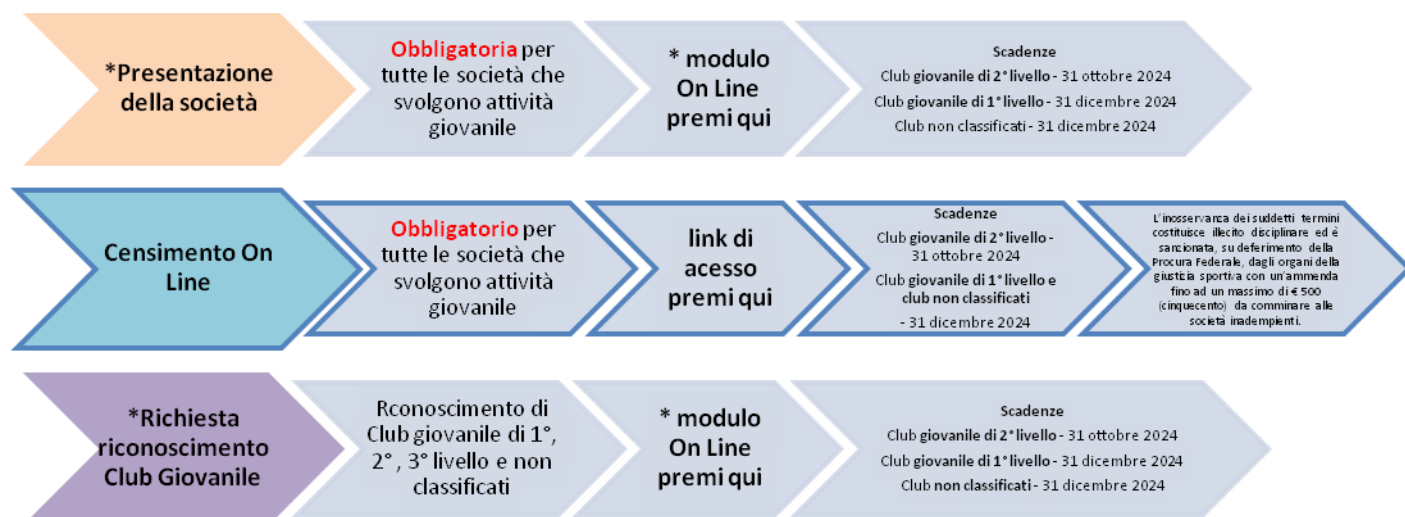 *Presentazione
della società
Obbligatoria per
tutte le società che
svolgono attività
giovanile
* modulo
On Line
premi qui
Scadenze
Club giovanile di 2° livello - 31 ottobre 2024
Club giovanile di 1° livello - 31 dicembre 2024
Club non classificati - 31 dicembre 2024
Censimento On
Line
Obbligatorio per
tutte le società che
svolgono attività
giovanile
link di
acesso
premi qui
Scadenze
Club giovanile di 2° livello -
31 ottobre 2024
Club giovanile di 1° livello e
club non classificati
- 31 dicembre 2024
L'inosservanza dei suddetti termini
costituisce illecito disciplinare ed è
sanzionata, su deferimento della
Procura Federale, dagli organi della
giustizia sportiva con un'ammenda
fino ad un massimo di € 500
(cinquecento) da comminare alle
società inadempienti.
*Richiesta
riconoscimento
Club Giovanile
Rconoscimento di
Club giovanile di 1°,
2° , 3° livello e non
classificati
* modulo
On Line
premi qui
Scadenze
Club giovanile di 2° livello - 31 ottobre 2024
Club giovanile di 1° livello - 31 dicembre 2024
Club non classificati - 31 dicembre 2024